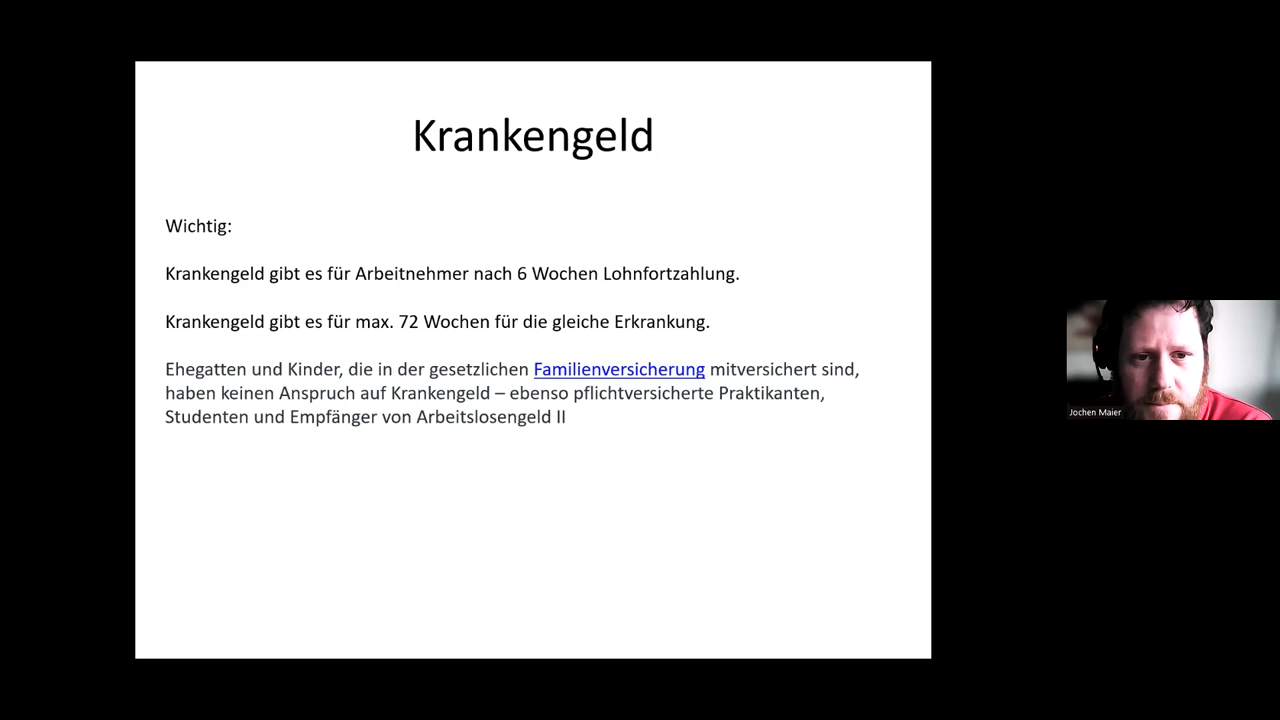 Krankengeld
Wichtig:
Krankengeld gibt es für Arbeitnehmer nach 6 Wochen Lohnfortzahlung.
Krankengeld gibt es für max. 72 Wochen für die gleiche Erkrankung.
Ehegatten und Kinder, die in der gesetzlichen Familienversicherung mitversichert sind,
haben keinen Anspruch auf Krankengeld – ebenso pflichtversicherte Praktikanten,
Studenten und Empfänger von Arbeitslosengeld II
Jochen Maier